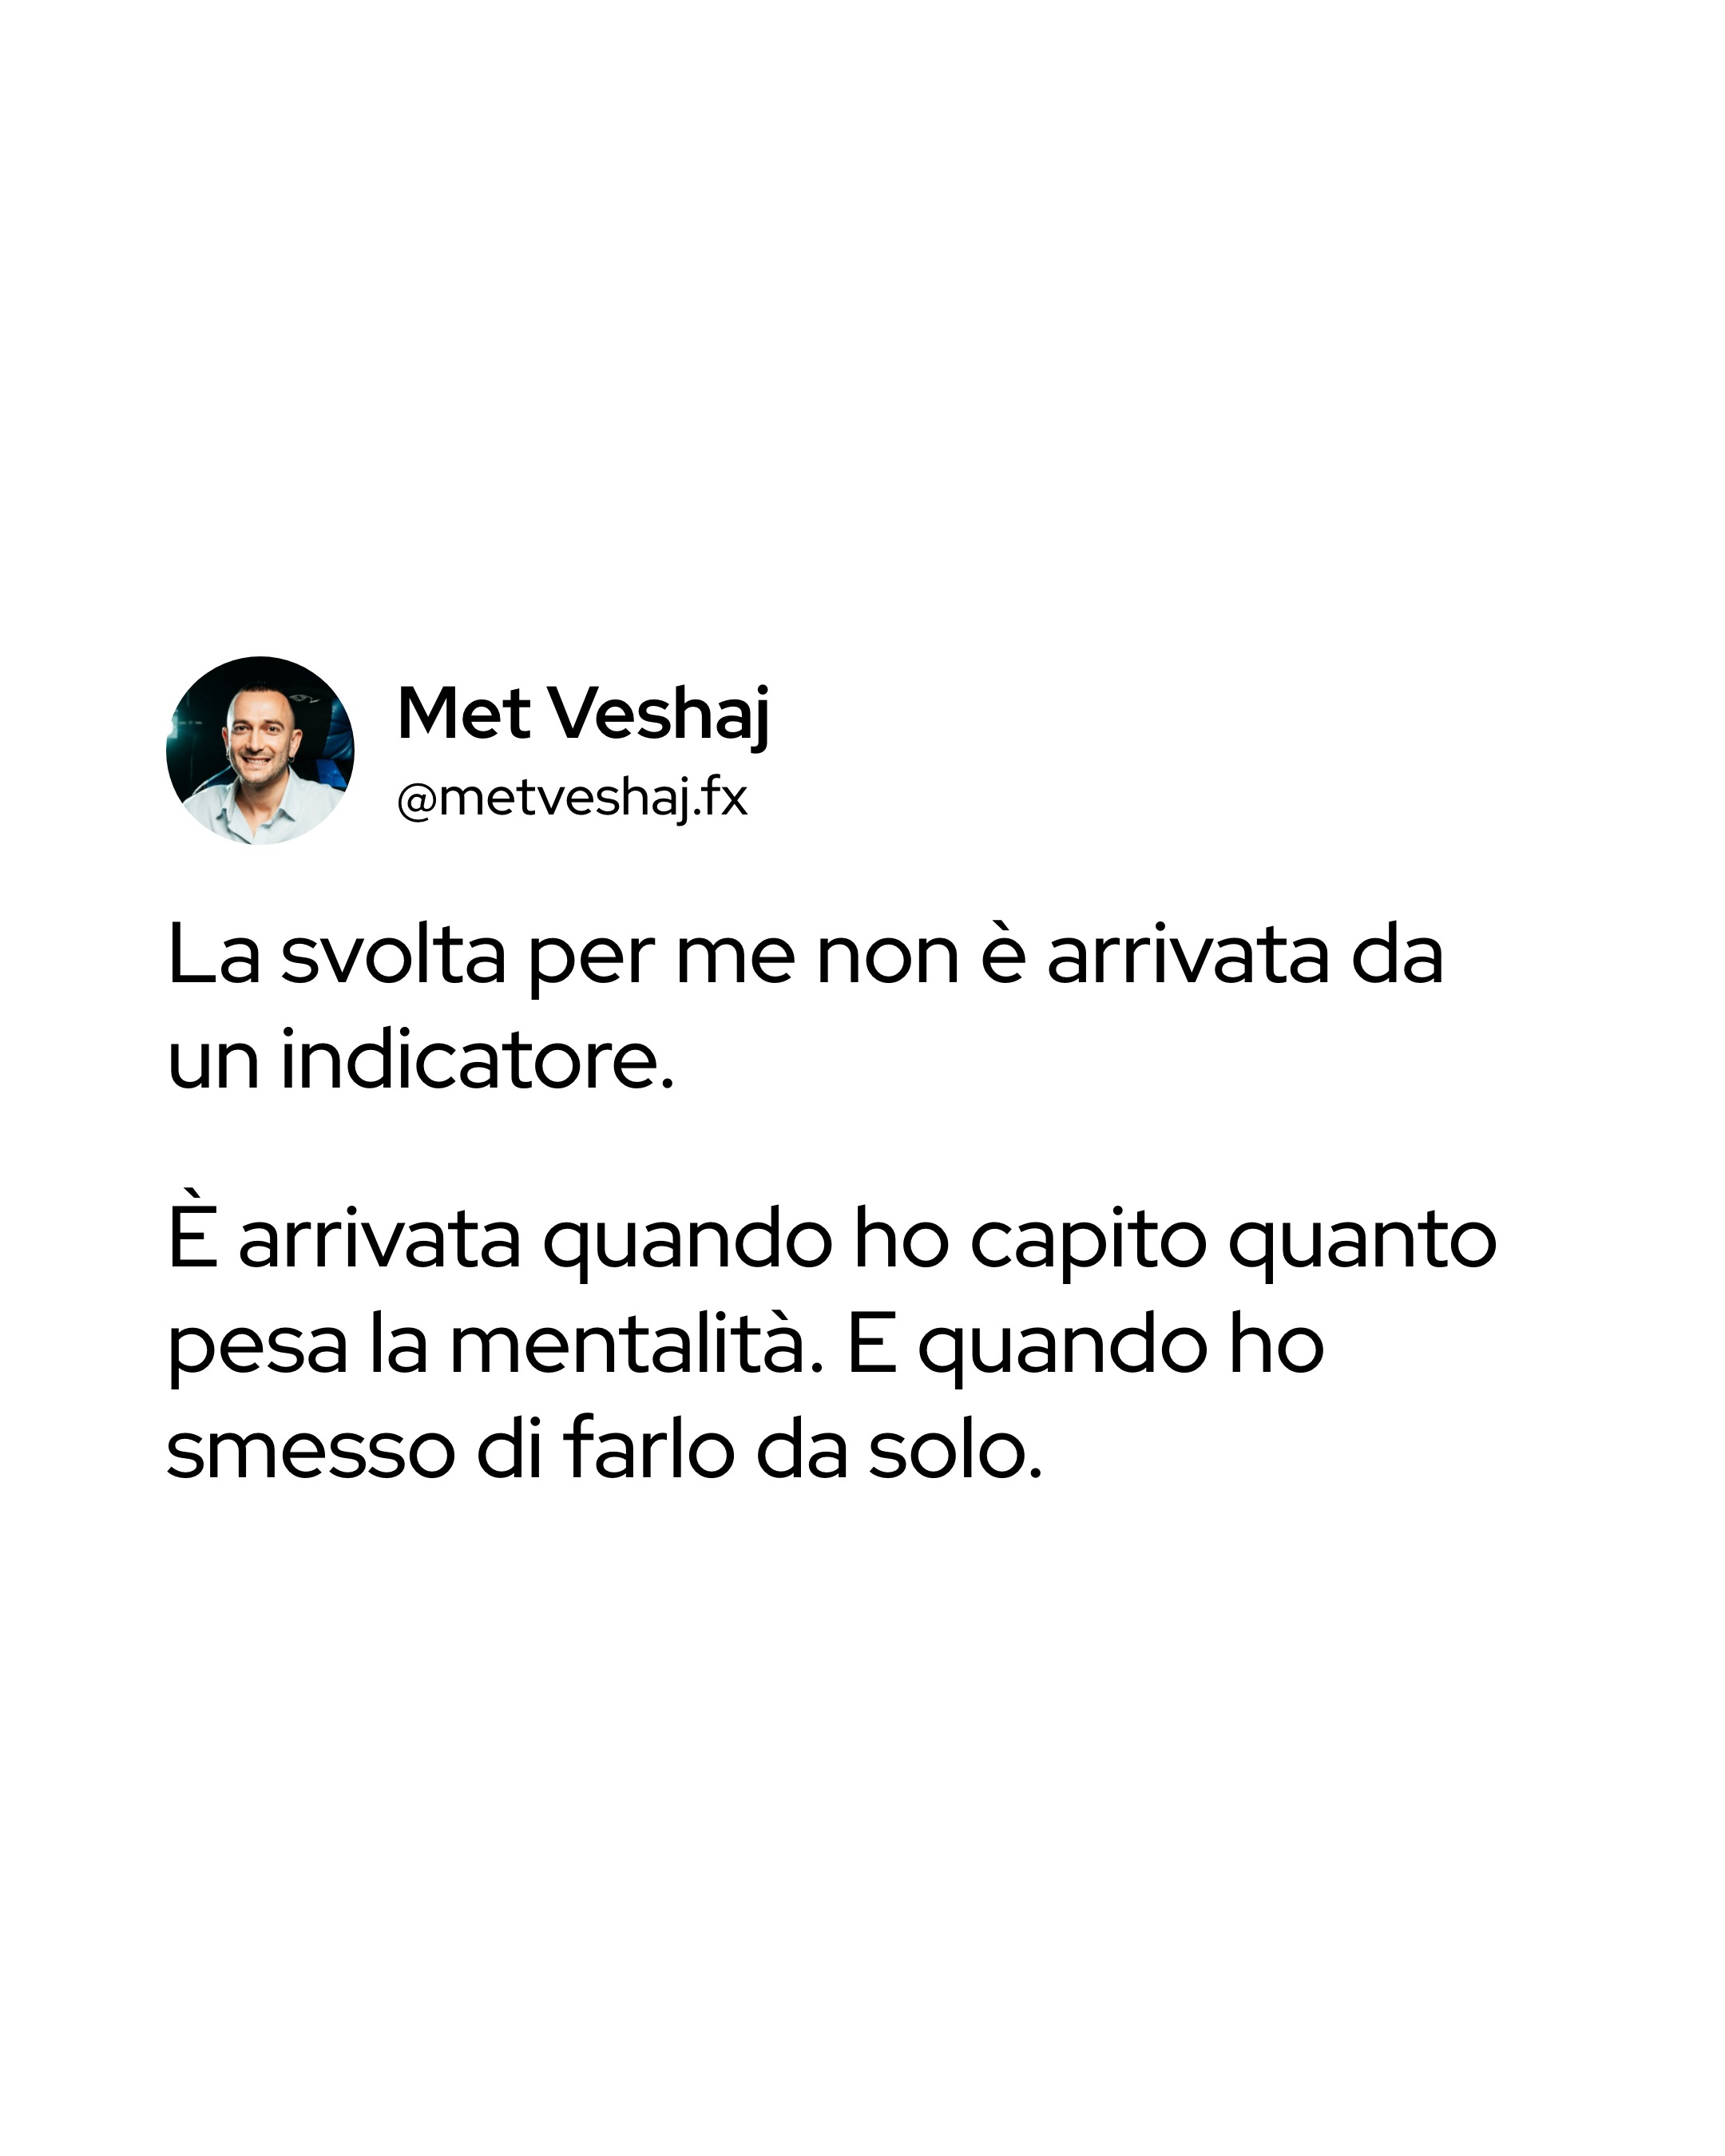 Met Veshaj
@metveshaj.fx
La svolta per me non è arrivata da
un indicatore.
È arrivata quando ho capito quanto
pesa la mentalità. E quando ho
smesso di farlo da solo.